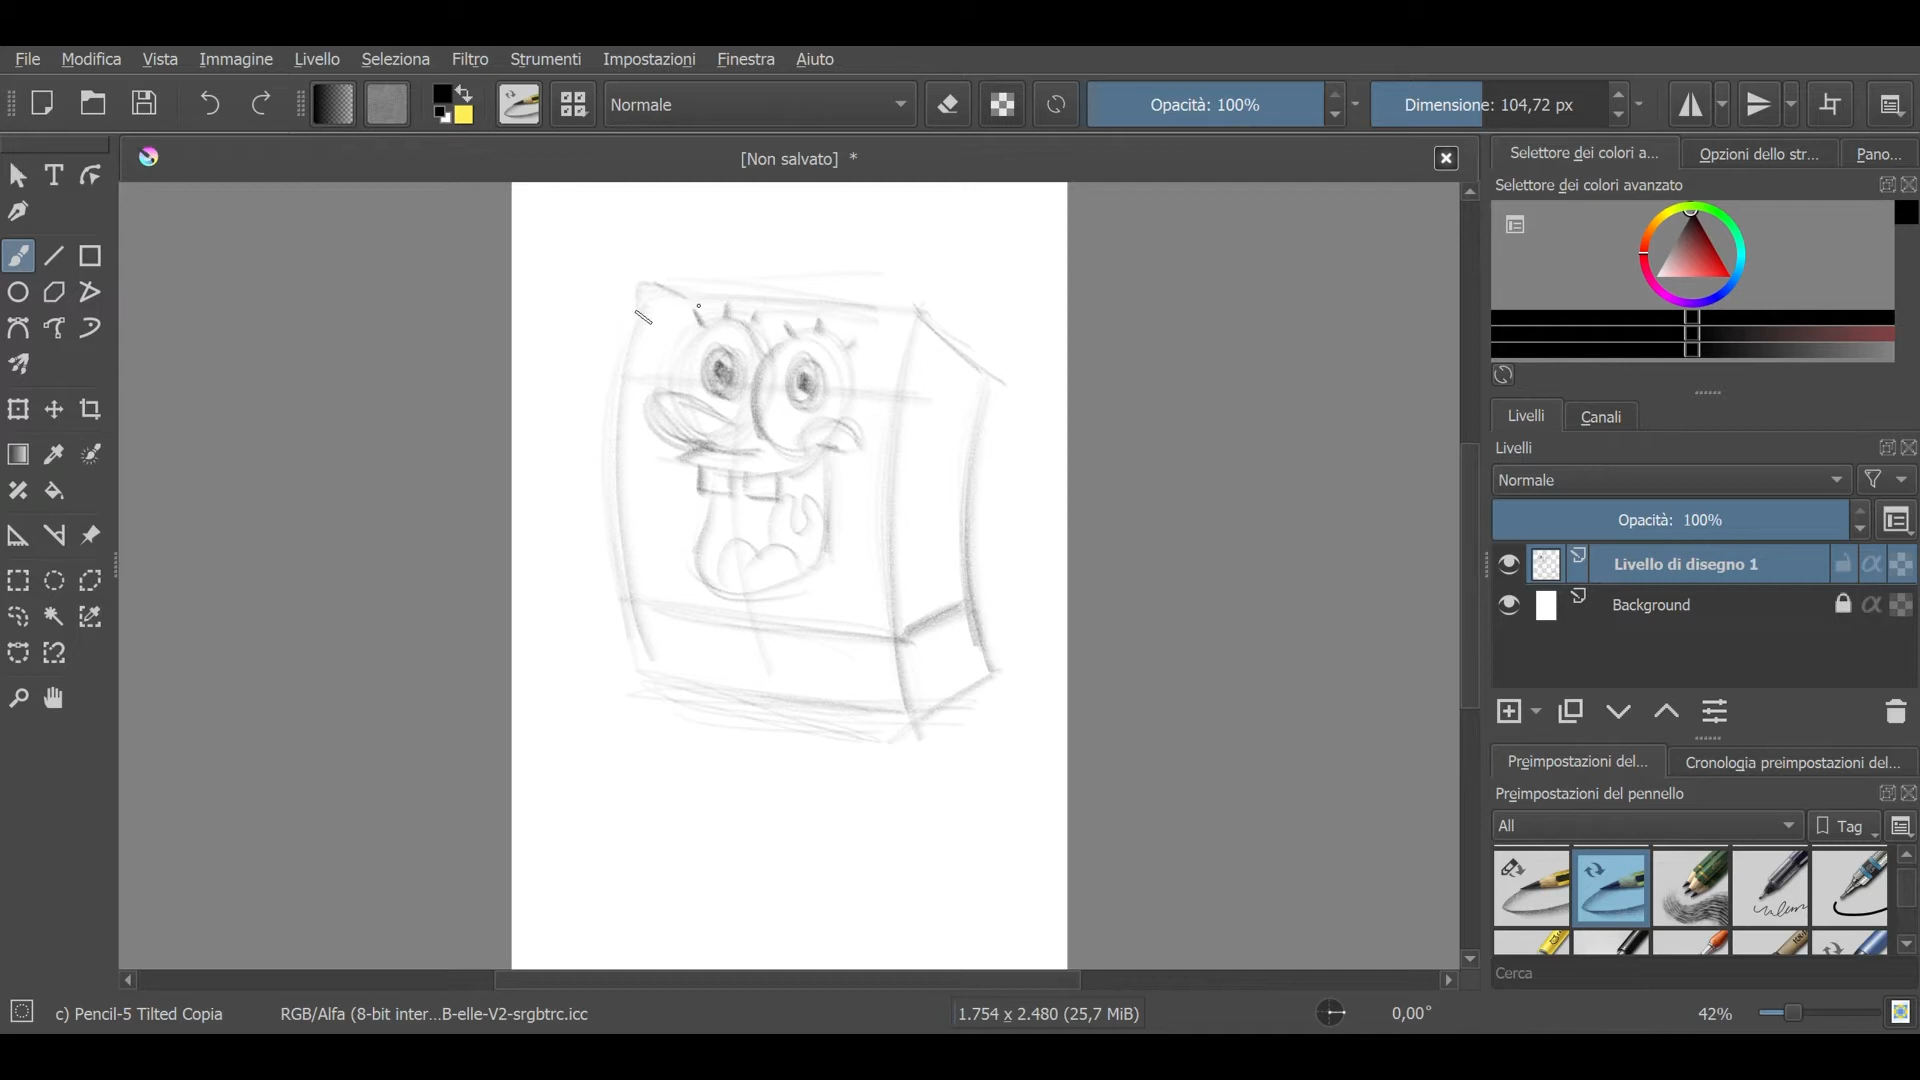 File Modifica Vista Immagine Livello Seleziona Filtro Strumenti Impostazioni Finestra Aiuto
Normale Opacità: 100% Dimensione: 104,72 px
[Non salvato] *
Selettore dei colori a... Opzioni dello str... Pano...
Selettore dei colori avanzato
Livelli Canali
Livelli
Normale
Opacità: 100%
Livello di disegno 1
Background
Preimpostazioni del... Cronologia preimpostazioni del...
Preimpostazioni del pennello
All Tag
Cerca
c) Pencil-5 Tilted Copia RGB/Alfa (8-bit inter...B-elle-V2-srgbtrc.icc 1.754 x 2.480 (25,7 MiB) 0,00° 42%